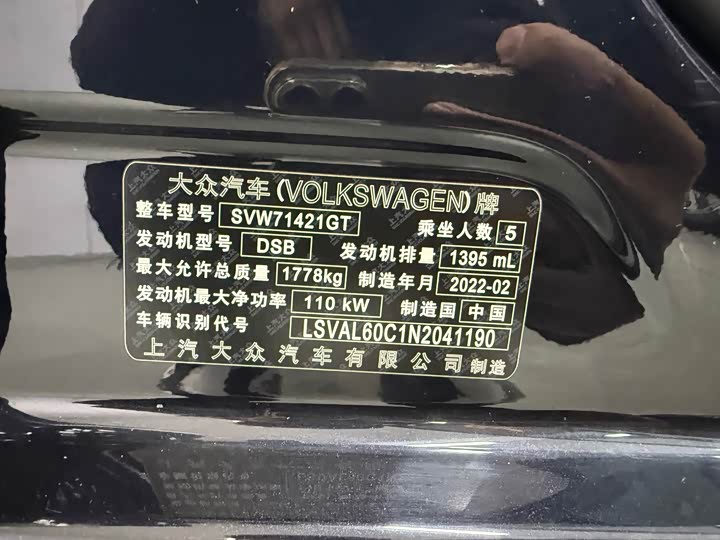 大众汽车(VOLKSWAGEN)牌
整车型号 SVW71421GT 乘坐人数 5
发动机型号 DSB 发动机排量 1395 mL
最大允许总质量 1778kg 制造年月 2022-02
发动机最大净功率 110 kW 制造国 中国
车辆识别代号 LSVAL60C1N2041190
上汽大众汽车有限公司 制造